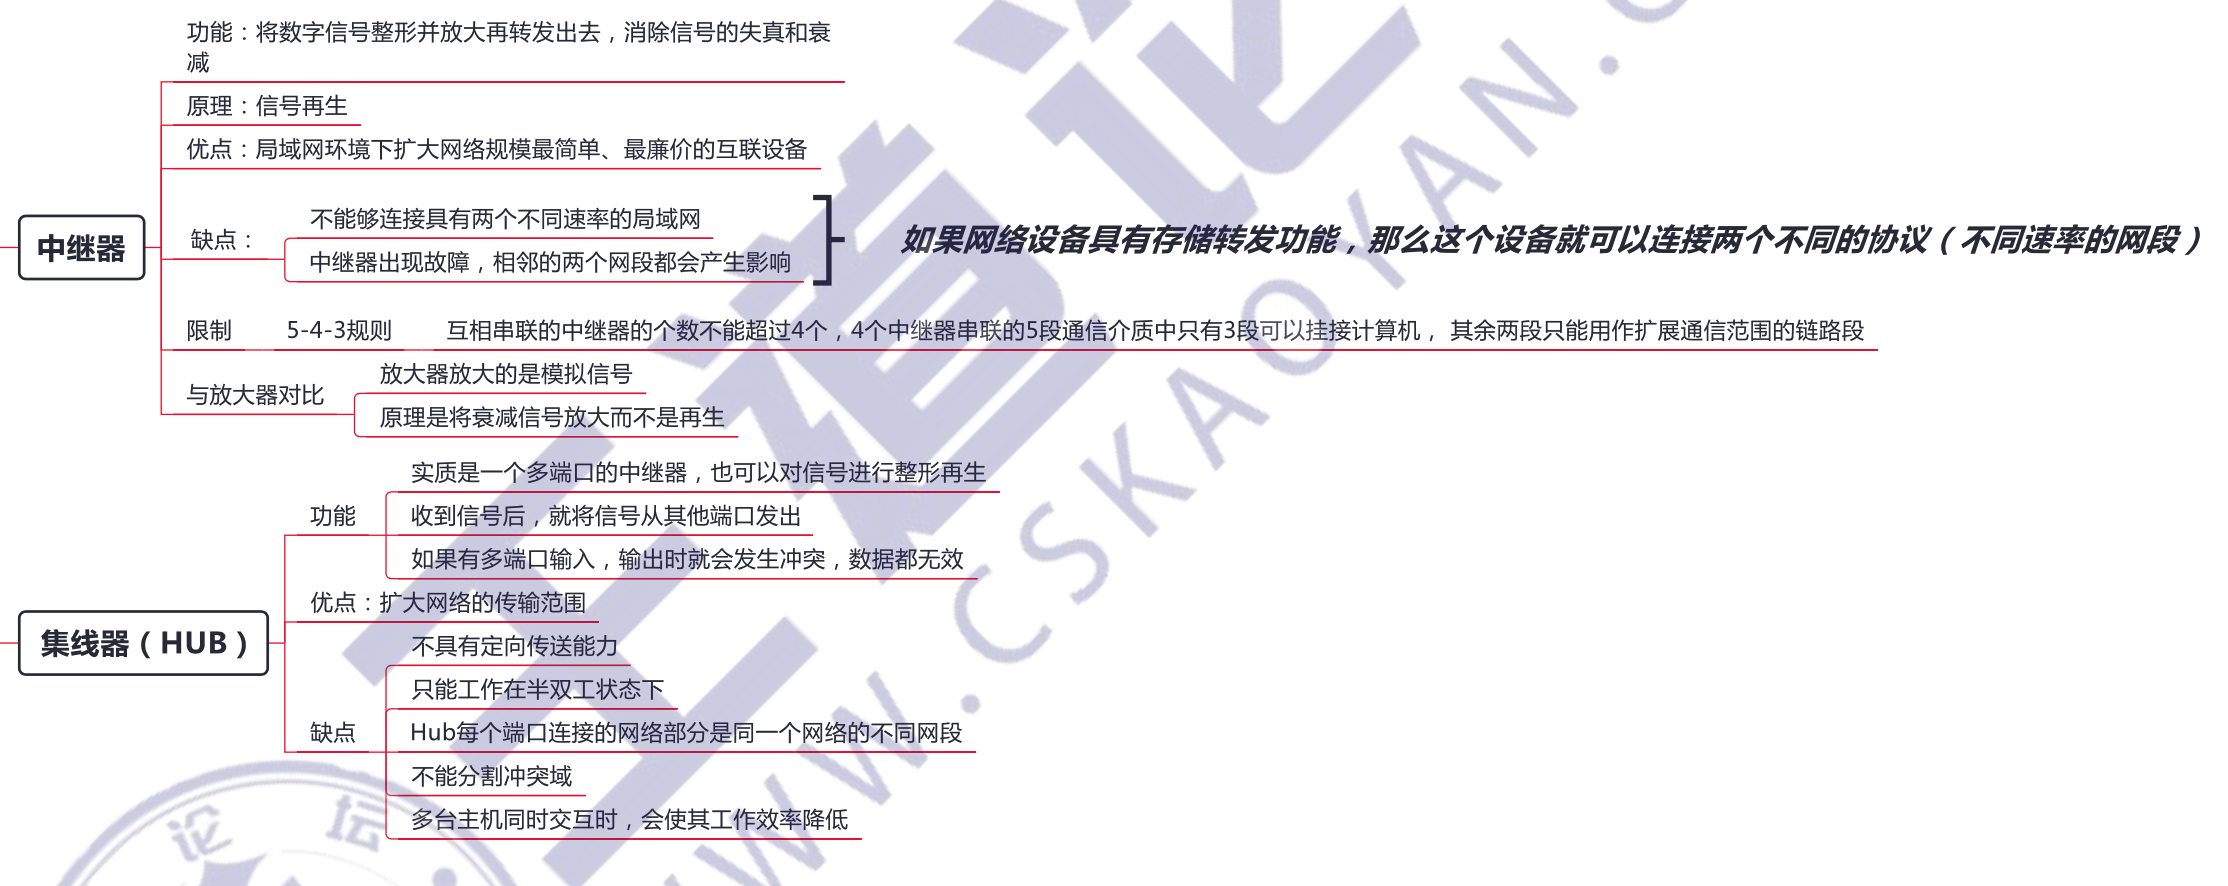 功能：将数字信号整形并放大再转发出去，消除信号的失真和衰
减
原理：信号再生
优点：局域网环境下扩大网络规模最简单、最廉价的互联设备
中继器
缺点：
不能够连接具有两个不同速率的局域网
中继器出现故障，相邻的两个网段都会产生影响
如果网络设备具有存储转发功能，那么这个设备就可以连接两个不同的协议（不同速率的网段）
限制
5-4-3规则
互相串联的中继器的个数不能超过4个，4个中继器串联的5段通信介质中只有3段可以挂接计算机， 其余两段只能用作扩展通信范围的链路段
与放大器对比
放大器放大的是模拟信号
原理是将衰减信号放大而不是再生
集线器（HUB）
功能
实质是一个多端口的中继器，也可以对信号进行整形再生
收到信号后，就将信号从其他端口发出
如果有多端口输入，输出时就会发生冲突，数据都无效
优点：扩大网络的传输范围
缺点
不具有定向传送能力
只能工作在半双工状态下
Hub每个端口连接的网络部分是同一个网络的不同网段
不能分割冲突域
多台主机同时交互时，会使其工作效率降低
王道论
WW.CSKAOYAN.C
论坛